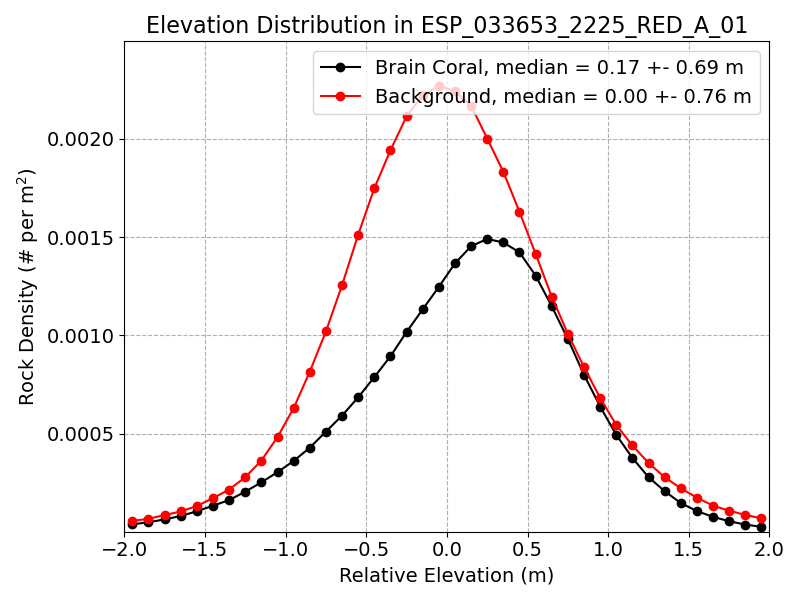 Elevation Distribution in ESP_033653_2225_RED_A_01
Brain Coral, median = 0.17 +- 0.69 m
Background, median = 0.00 +- 0.76 m
Rock Density (# per m²)
0.0020
0.0015
0.0010
0.0005
−2.0 −1.5 −1.0 −0.5 0.0 0.5 1.0 1.5 2.0
Relative Elevation (m)